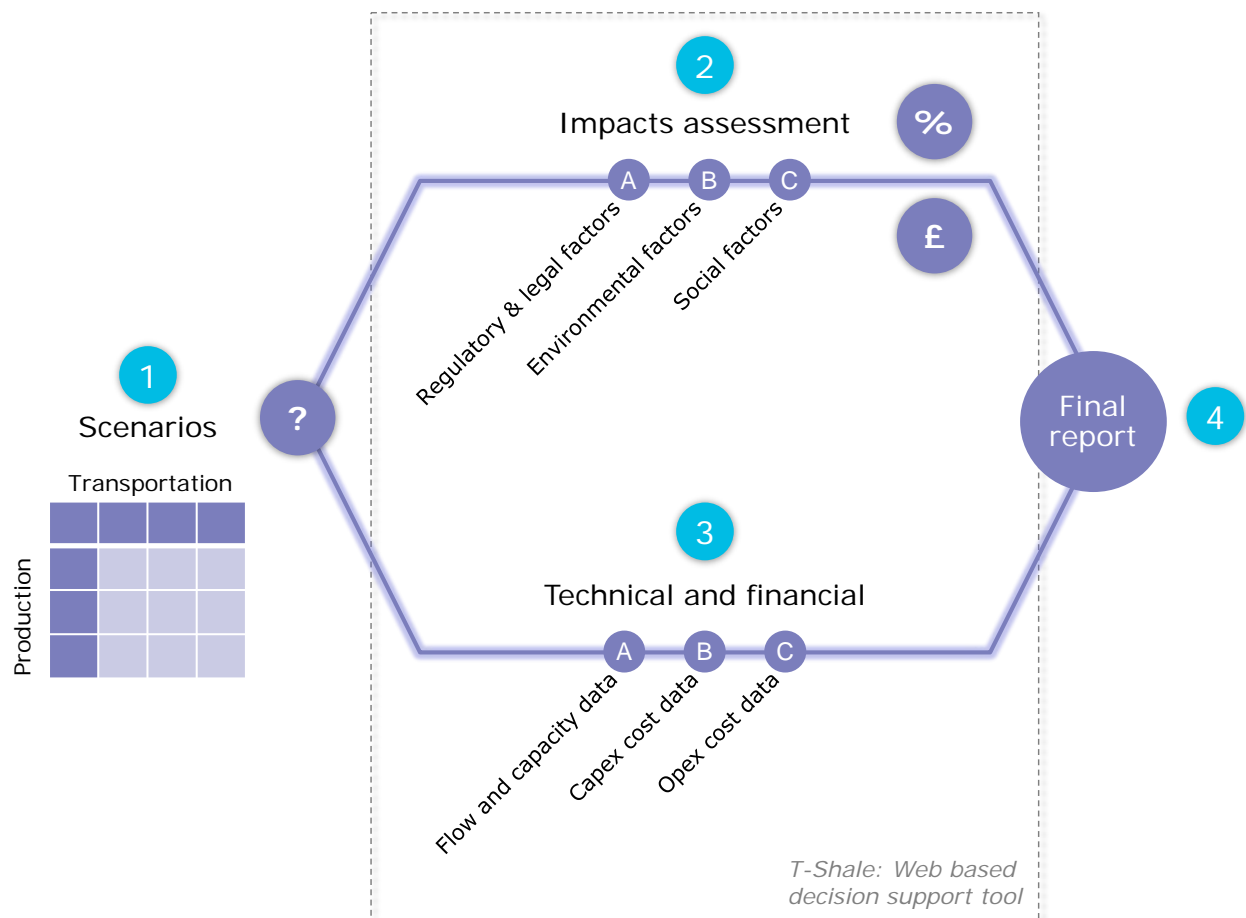 1
Scenarios
Transportation
Production
?
2
Impacts assessment
%
£
A
B
C
Regulatory & legal factors
Environmental factors
Social factors
3
Technical and financial
A
B
C
Flow and capacity data
Capex cost data
Opex cost data
Final
report
4
T-Shale: Web based
decision support tool